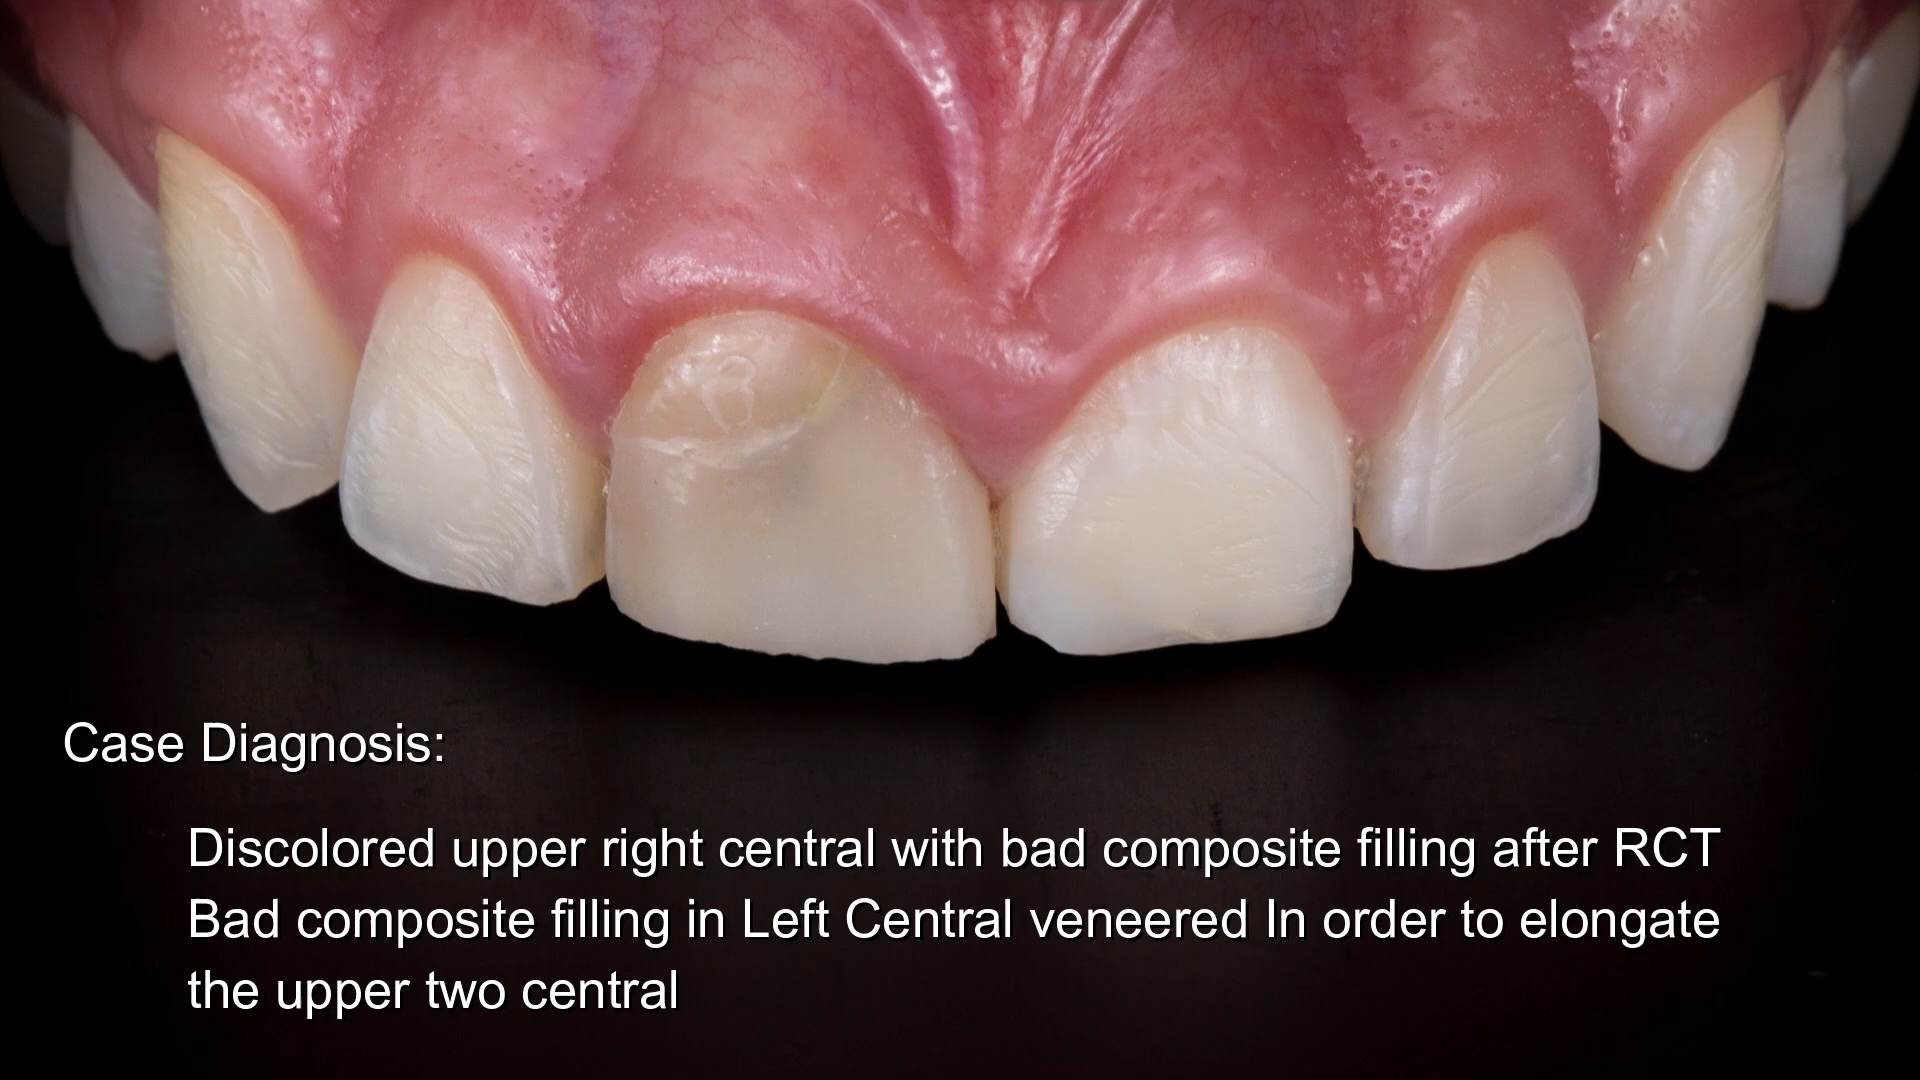 Case Diagnosis:
Discolored upper right central with bad composite filling after RCT
Bad composite filling in Left Central veneered In order to elongate
the upper two central